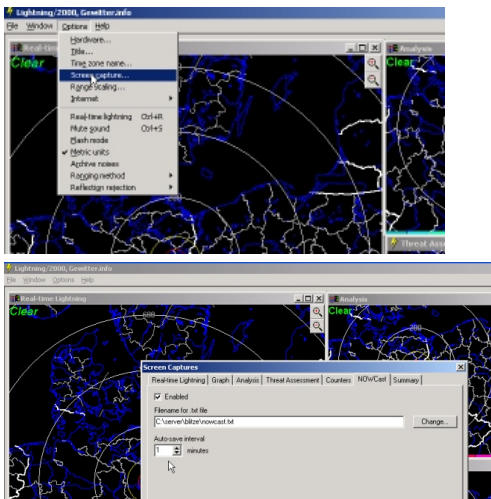 Lightning/2000, Gewitter.info
File Window Options Help
Hardware...
Title...
Time zone name...
Screen capture...
Range scaling...
Internet
Real-time lightning Ctrl+R
Mute sound Ctrl+S
Flash mode
Metric units
Archive noises
Ranging method
Reflection rejection
Real-time
Analysis
Clear
Clear
Threat Asse
Lightning/2000, Gewitter.info
File Window Options Help
Real-time Lightning
Analysis
Clear
Clear
600
200
Screen Captures
Real-time Lightning Graph Analysis Threat Assessment Counters NOWCast Summary
Enabled
Filename for .txt file
C:\server\blitze\nowcast.txt Change...
Auto-save interval
1 minutes